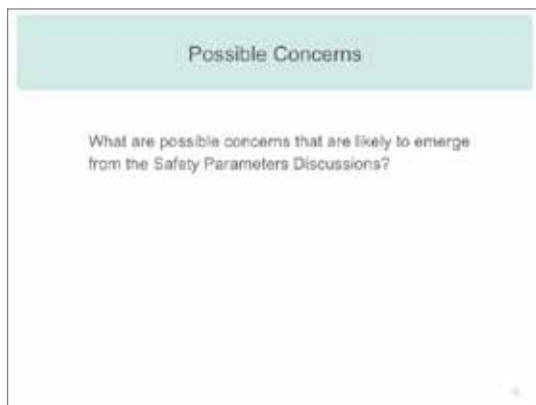 Possible Concerns
What are possible concerns that are likely to emerge
from the Safety Parameters Discussions?